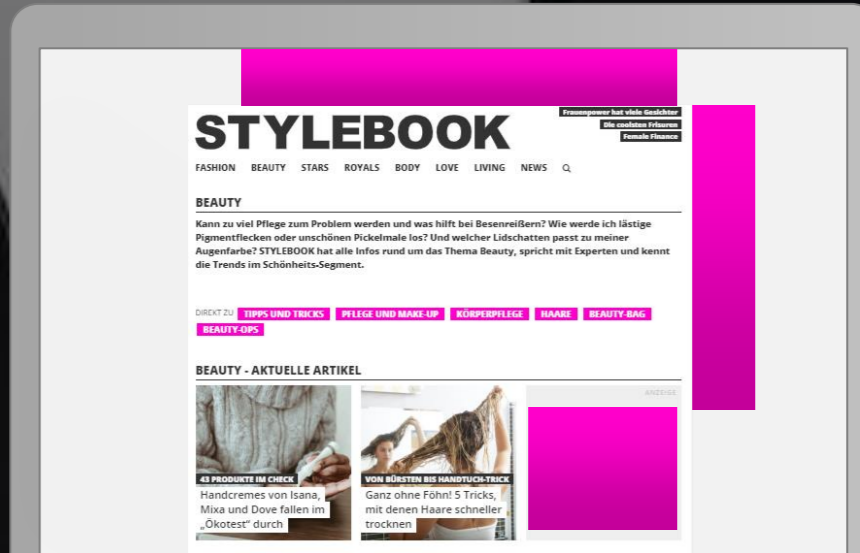 Frauenpower hat viele Gesichter
Die coolsten Frisuren
Female Finance
STYLEBOOK
FASHION BEAUTY STARS ROYALS BODY LOVE LIVING NEWS
BEAUTY
Kann zu viel Pflege zum Problem werden und was hilft bei Besenreißern? Wie werde ich lästige
Pigmentflecken oder unschönen Pickelmale los? Und welcher Lidschatten passt zu meiner
Augenfarbe? STYLEBOOK hat alle Infos rund um das Thema Beauty, spricht mit Experten und kennt
die Trends im Schönheits-Segment.
DIREKT ZU TIPPS UND TRICKS PFLEGE UND MAKE-UP KÖRPERPFLEGE HAARE BEAUTY-BAG
BEAUTY-OPS
BEAUTY - AKTUELLE ARTIKEL
ANZEIGE
43 PRODUKTE IM CHECK
Handcremes von Isana,
Mixa und Dove fallen im
„Ökotest“ durch
VON BÜRSTEN BIS HANDTUCH-TRICK
Ganz ohne Föhn! 5 Tricks,
mit denen Haare schneller
trocknen